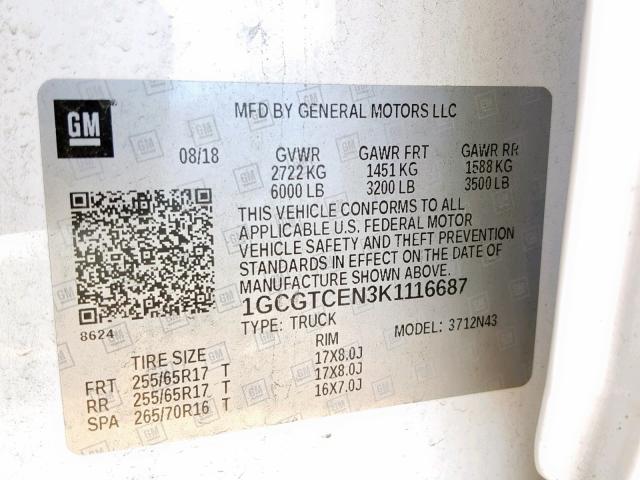 GM
MFD BY GENERAL MOTORS LLC
08/18 GVWR GAWR FRT GAWR RR
2722 KG 1451 KG 1588 KG
6000 LB 3200 LB 3500 LB
THIS VEHICLE CONFORMS TO ALL
APPLICABLE U.S. FEDERAL MOTOR
VEHICLE SAFETY AND THEFT PREVENTION
STANDARDS IN EFFECT ON THE DATE OF
MANUFACTURE SHOWN ABOVE.
1GCGTCEN3K1116687
8624
TYPE: TRUCK MODEL: 3712N43
TIRE SIZE RIM
FRT 255/65R17 T 17X8.0J
RR 255/65R17 T 17X8.0J
SPA 265/70R16 T 16X7.0J